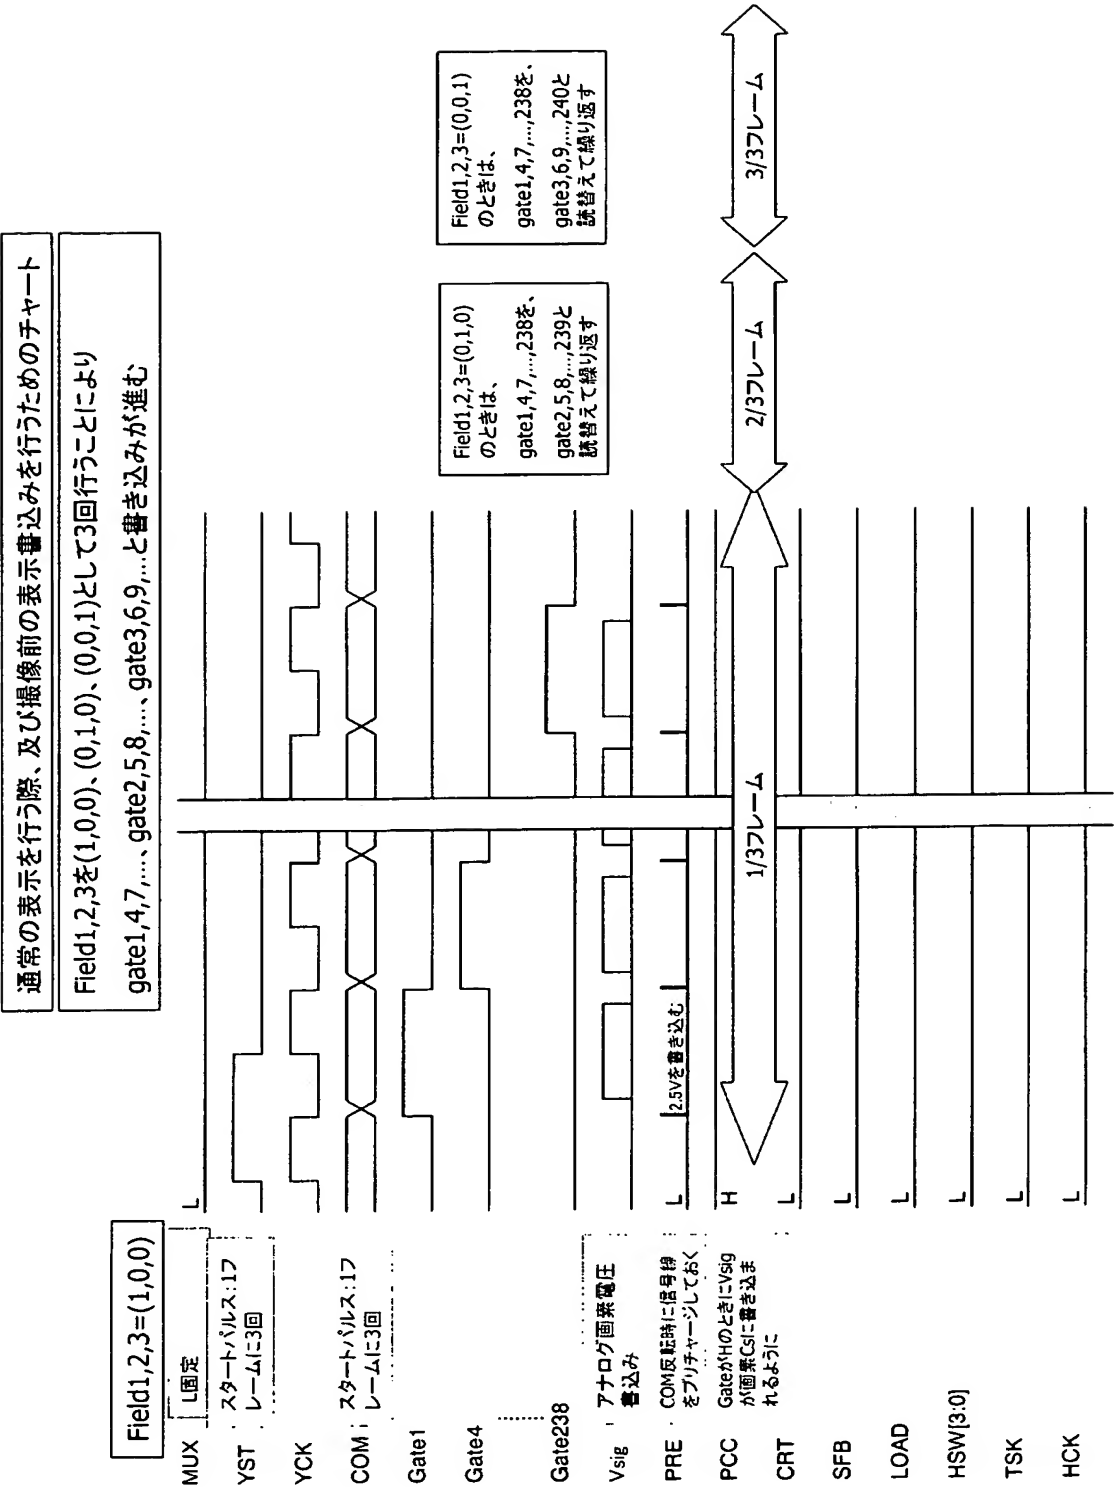 通常の表示を行う際、及び撮像前の表示書込みを行うためのチャート
Field1,2,3を(1,0,0)、(0,1,0)、(0,0,1)として3回行うことにより
gate1,4,7,...、gate2,5,8,...、gate3,6,9,...と書き込みが進む
Field1,2,3=(1,0,0)
MUX
L固定
L
YST
スタートパルス:1フ
レームに3回
YCK
COM
スタートパルス:1フ
レームに3回
Gate1
Gate4
Gate238
Vsig
アナログ画素電圧
書込み
PRE
COM反転時に信号線
をプリチャージしておく
L
2.5Vを書き込む
PCC
GateがHのときにVsig
が画素Csに書き込ま
れるように
H
CRT
L
SFB
L
LOAD
L
HSW[3:0]
L
TSK
L
HCK
L
1/3フレーム
2/3フレーム
3/3フレーム
Field1,2,3=(0,1,0)
のときは、
gate1,4,7,...,238を、
gate2,5,8,...,239と
読替えて繰り返す
Field1,2,3=(0,0,1)
のときは、
gate1,4,7,...,238を、
gate3,6,9,...,240と
読替えて繰り返す